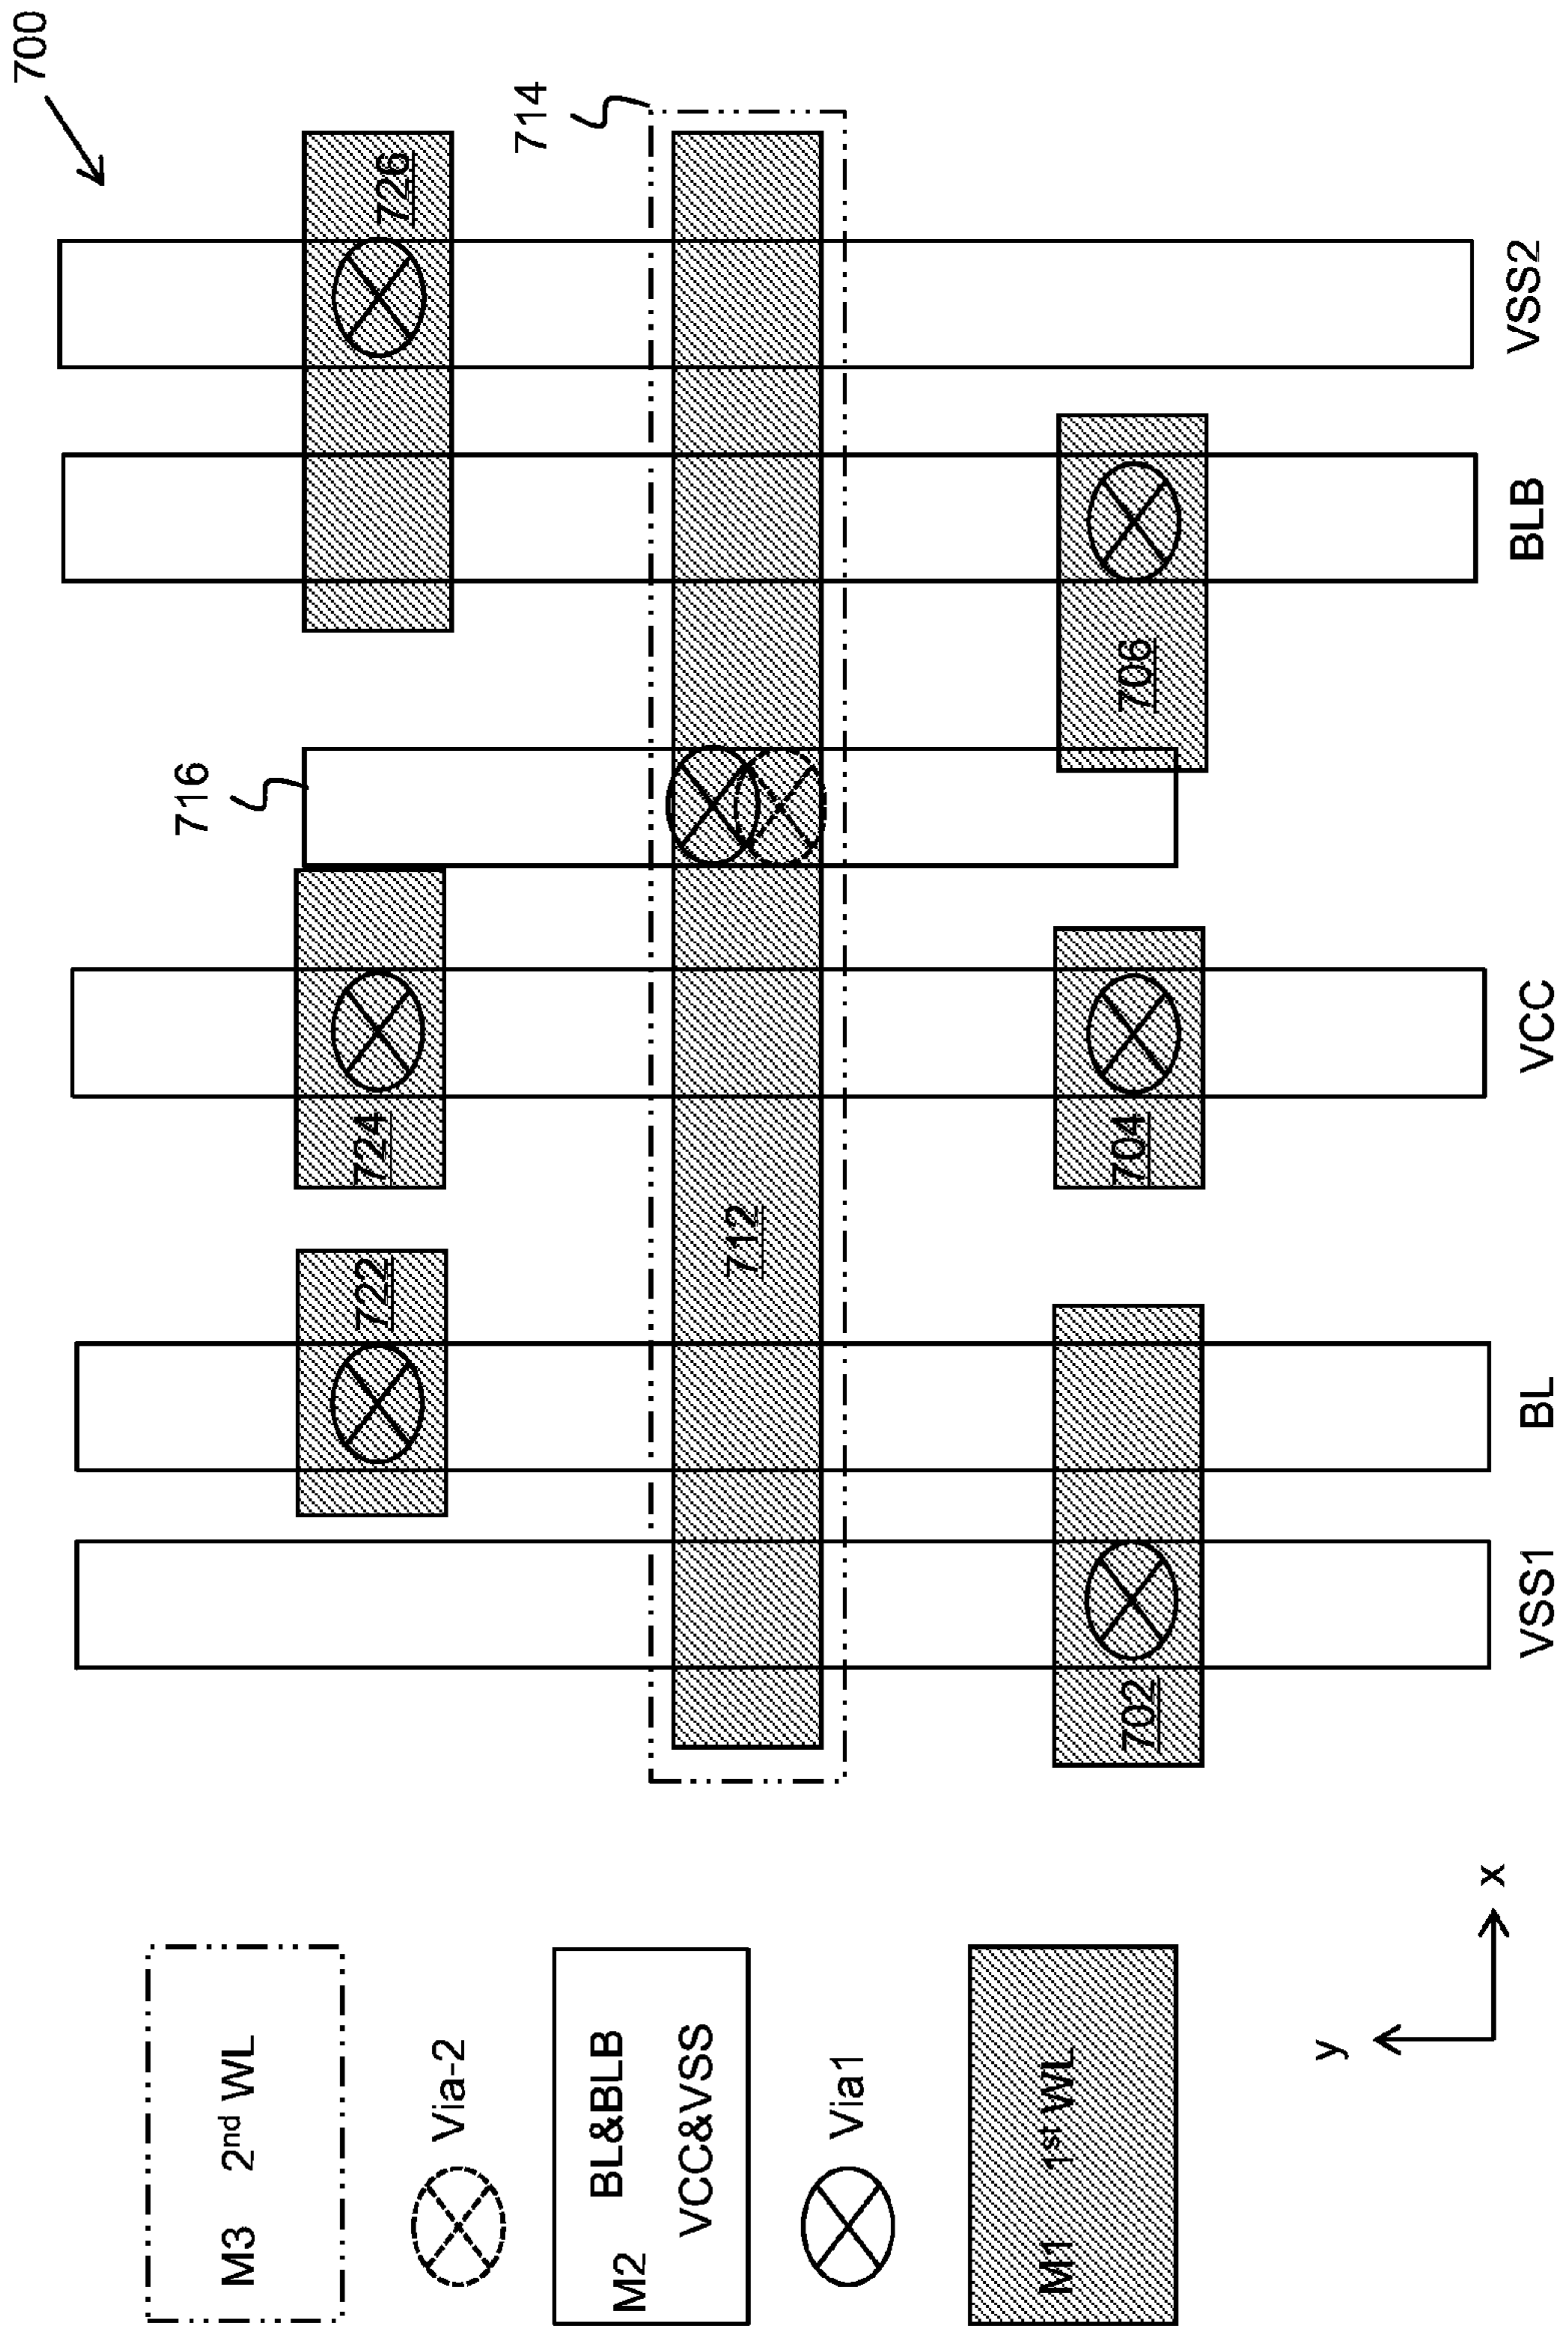 700
714
726
716
706
724
704
722
712
702
VSS1
BL
VCC
BLB
VSS2
M3 2nd WL
Via-2
M2 BL&BLB
VCC&VSS
Via1
M1 1st WL
y
x